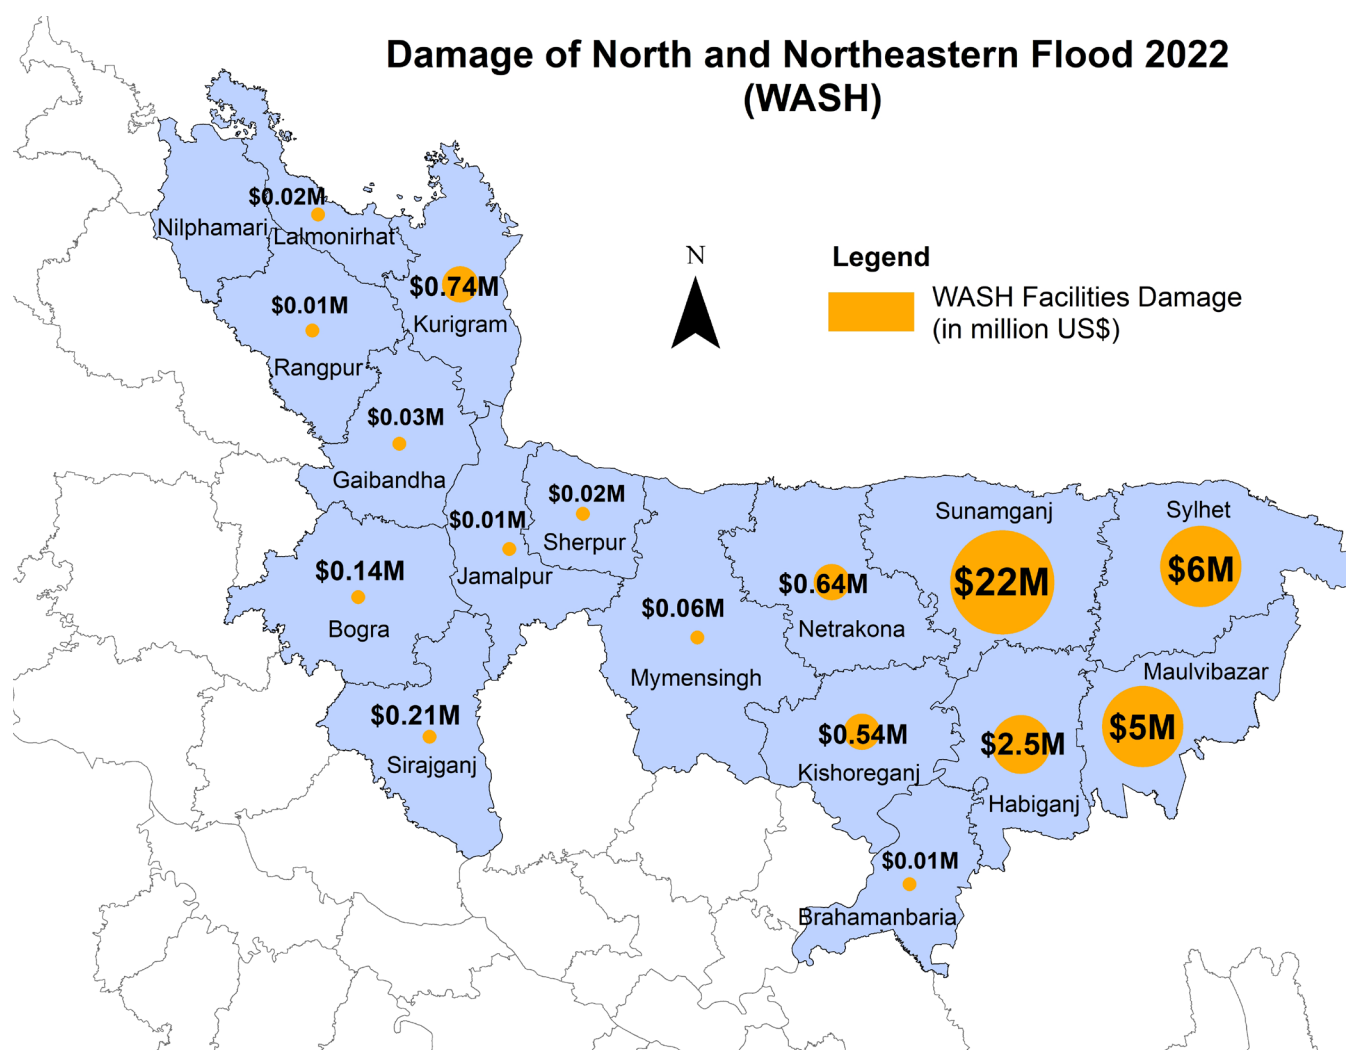 Damage of North and Northeastern Flood 2022
(WASH)
$0.02M
Nilphamari
Lalmonirhat
$0.74M
Kurigram
$0.01M
Rangpur
N
Legend
WASH Facilities Damage
(in million US$)
$0.03M
Gaibandha
$0.01M
Jamalpur
$0.02M
Sherpur
$0.14M
Bogra
$0.06M
Mymensingh
$0.64M
Netrakona
Sunamganj
$22M
Sylhet
$6M
Maulvibazar
$5M
$0.21M
Sirajganj
$0.54M
Kishoreganj
$2.5M
Habiganj
$0.01M
Brahamanbaria